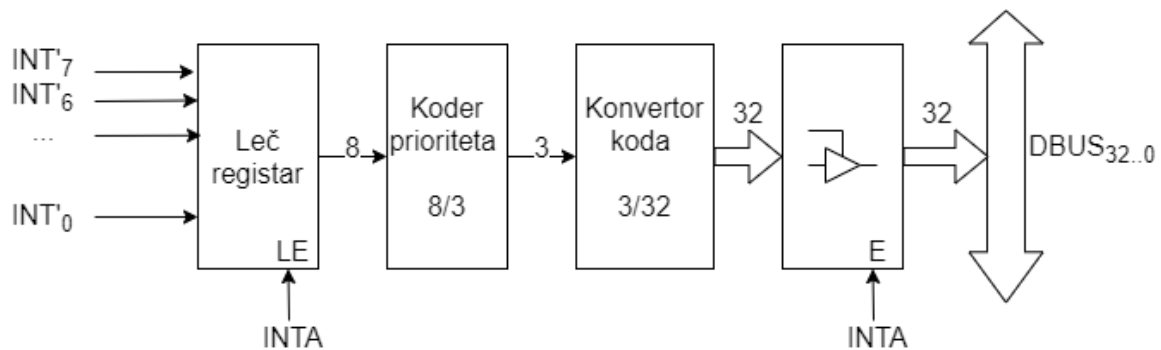 INT'7
INT'6
...
INT'0
Leč
registar
LE
INTA
8
Koder
prioriteta
8/3
3
Konvertor
koda
3/32
32
E
INTA
32
DBUS32..0